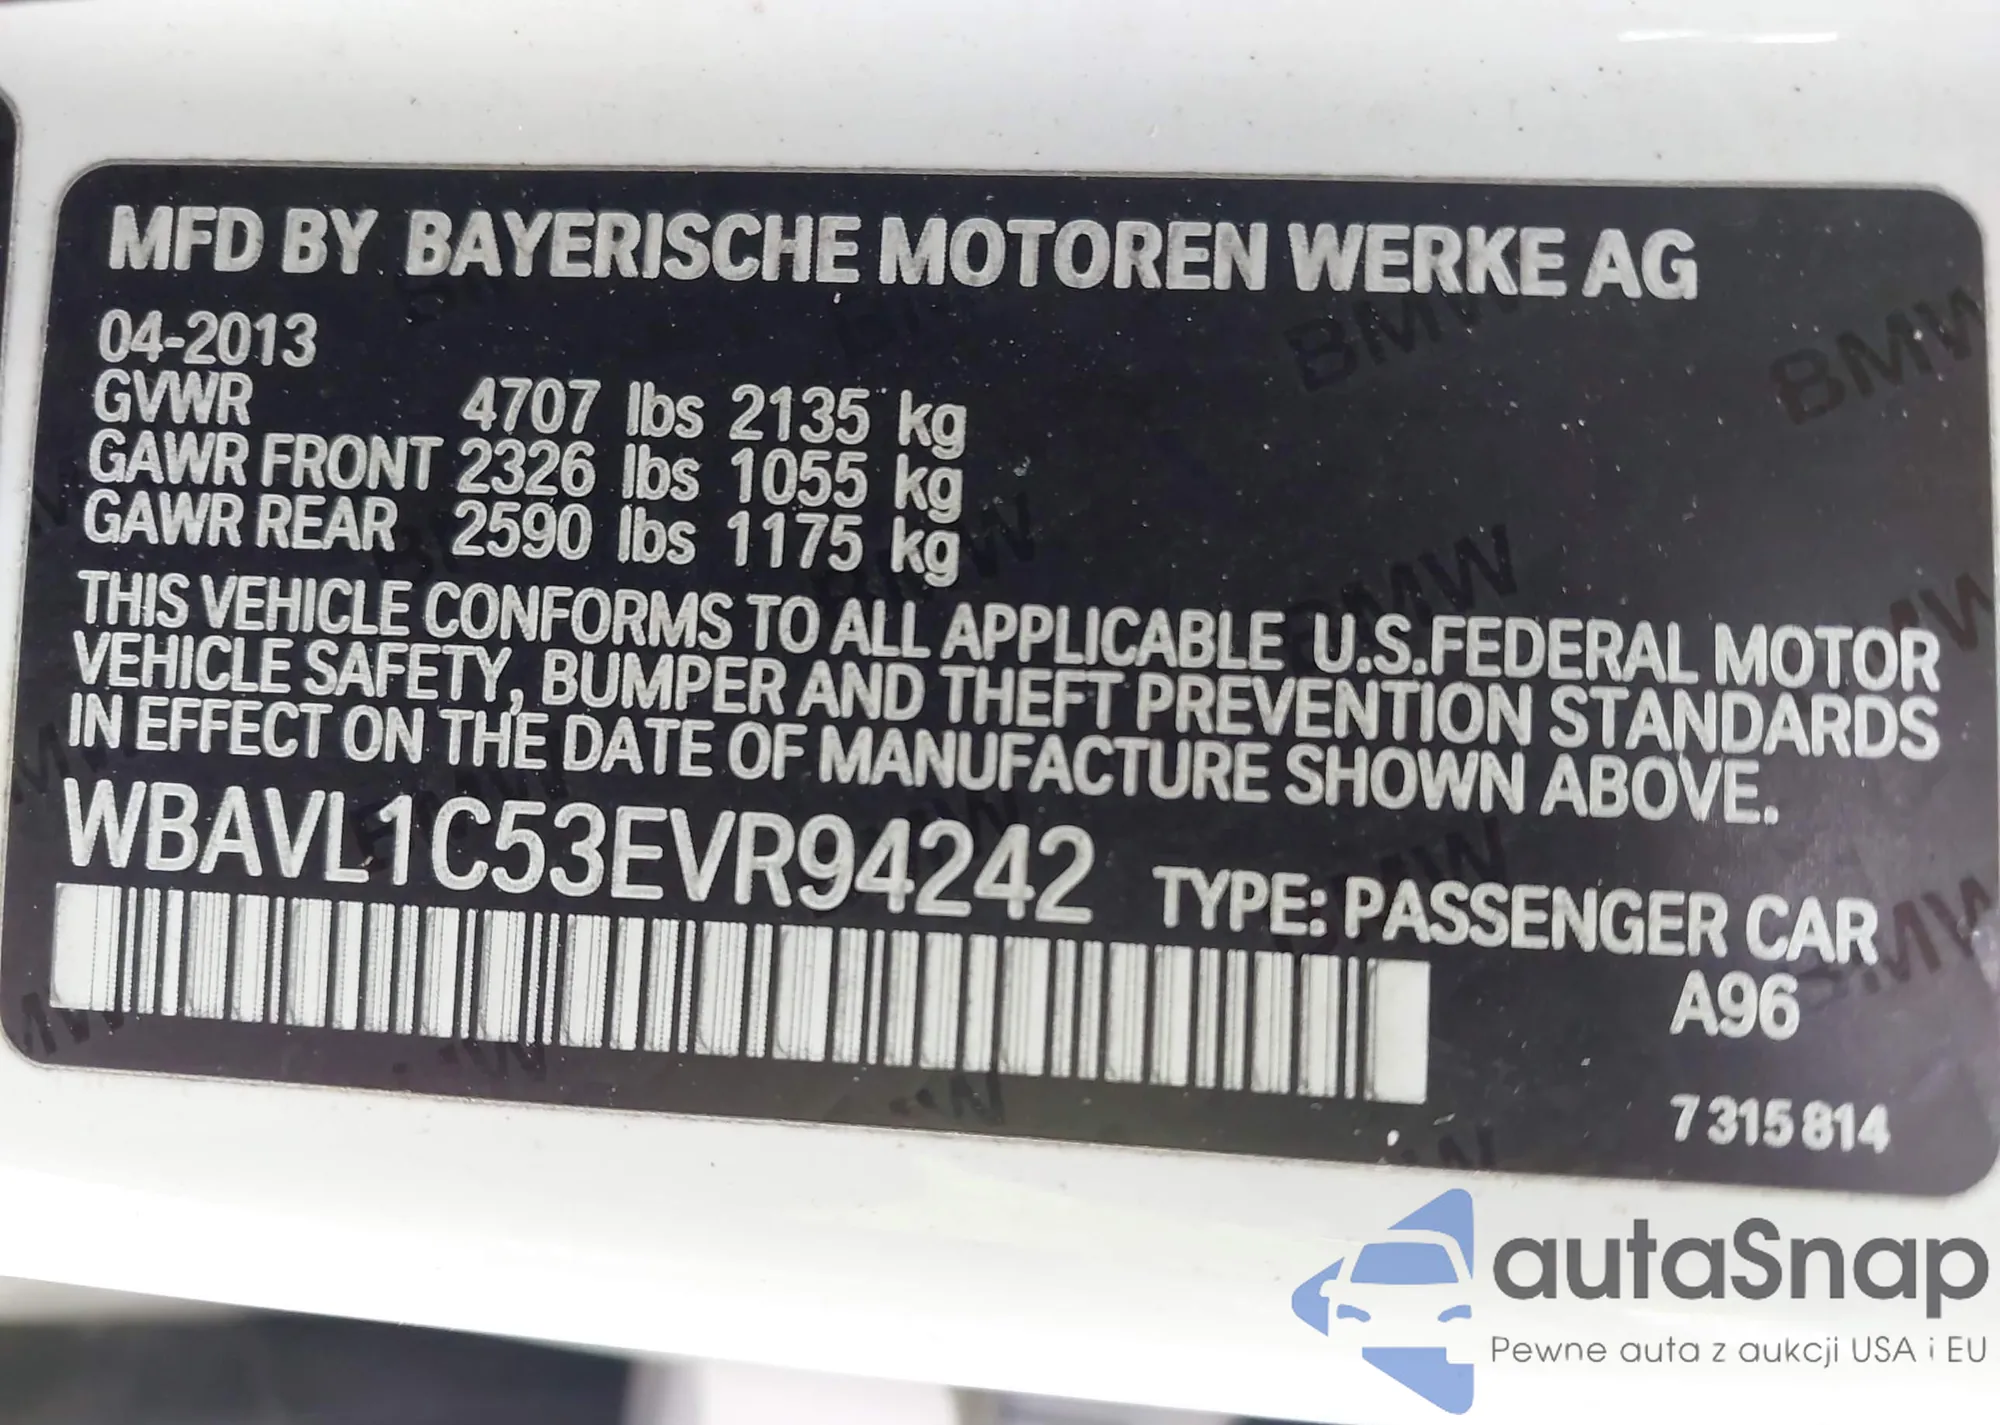 MFD BY BAYERISCHE MOTOREN WERKE AG
04-2013
GVWR 4707 lbs 2135 kg
GAWR FRONT 2326 lbs 1055 kg
GAWR REAR 2590 lbs 1175 kg
THIS VEHICLE CONFORMS TO ALL APPLICABLE U.S.FEDERAL MOTOR
VEHICLE SAFETY, BUMPER AND THEFT PREVENTION STANDARDS
IN EFFECT ON THE DATE OF MANUFACTURE SHOWN ABOVE.
WBAVL1C53EVR94242 TYPE: PASSENGER CAR
A96
7 315 814
autaSnap
Pewne auta z aukcji USA i EU